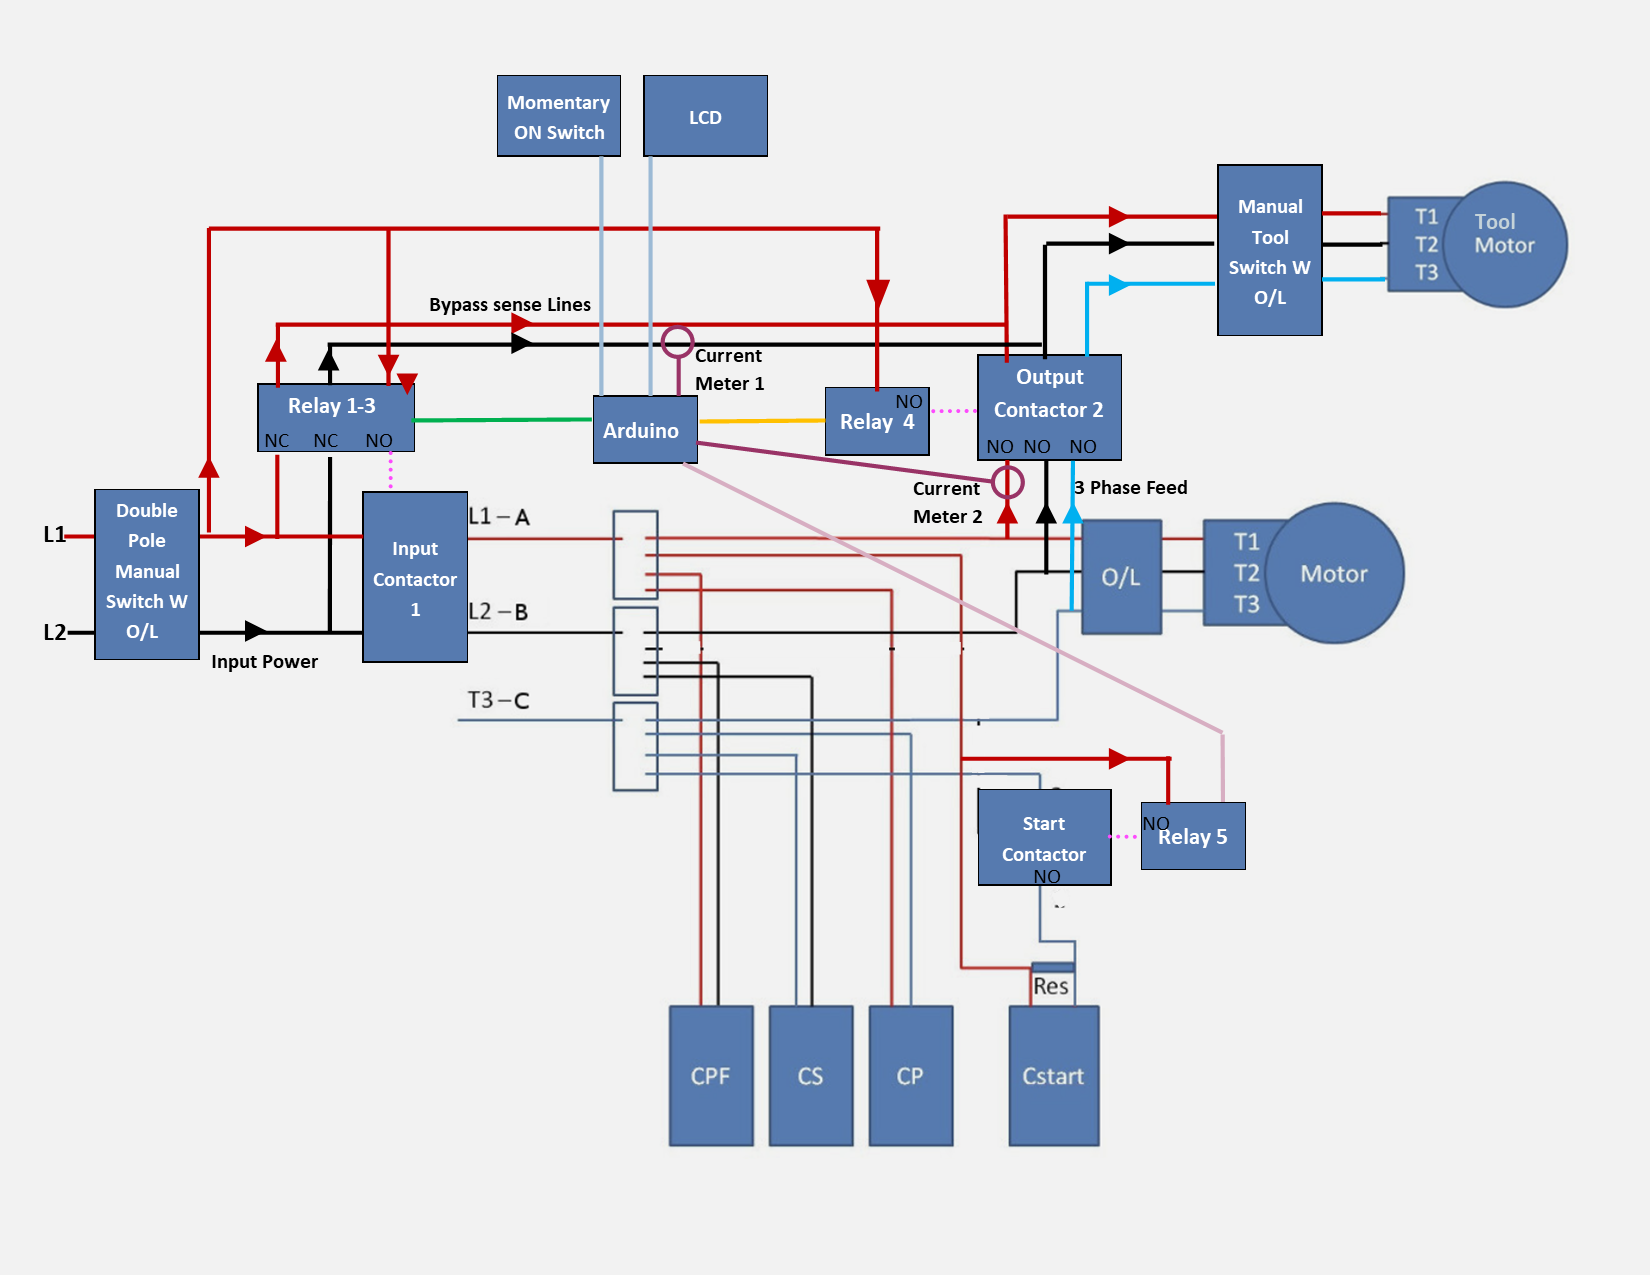 Momentary
ON Switch
LCD
Manual
Tool
Switch W
O/L
T1
T2
T3
Tool
Motor
Bypass sense Lines
Current
Meter 1
Relay 1-3
NC NC NO
Arduino
NO
Relay 4
Output
Contactor 2
NO NO NO
Current
Meter 2
3 Phase Feed
L1
L2
Double
Pole
Manual
Switch W
O/L
Input Power
Input
Contactor
1
L1 – A
L2 – B
T3 – C
O/L
T1
T2
T3
Motor
Start
Contactor
NO
NO
Relay 5
Res
CPF
CS
CP
Cstart